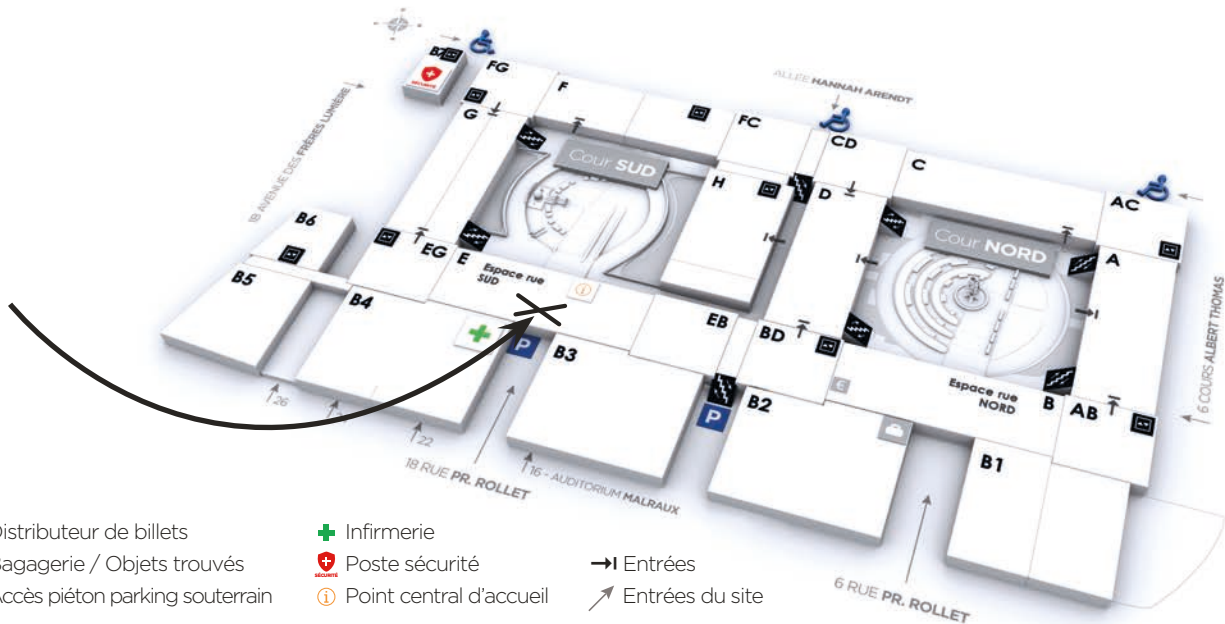 B7
SÉCURITÉ
FG
F
ALLÉE HANNAH ARENDT
18 AVENUE DES FRÈRES LUMIÈRE
G
FC
CD
Cour SUD
H
D
C
AC
B6
EG
E
Espace rue
SUD
Cour NORD
A
B5
B4
6 COURS ALBERT THOMAS
P
B3
EB
BD
€
Espace rue
NORD
B
AB
26
22
P
B2
B1
18 RUE PR. ROLLET
16 - AUDITORIUM MALRAUX
6 RUE PR. ROLLET
Distributeur de billets
Infirmerie
Bagagerie / Objets trouvés
SÉCURITÉ
Poste sécurité
Entrées
Accès piéton parking souterrain
i Point central d'accueil
Entrées du site